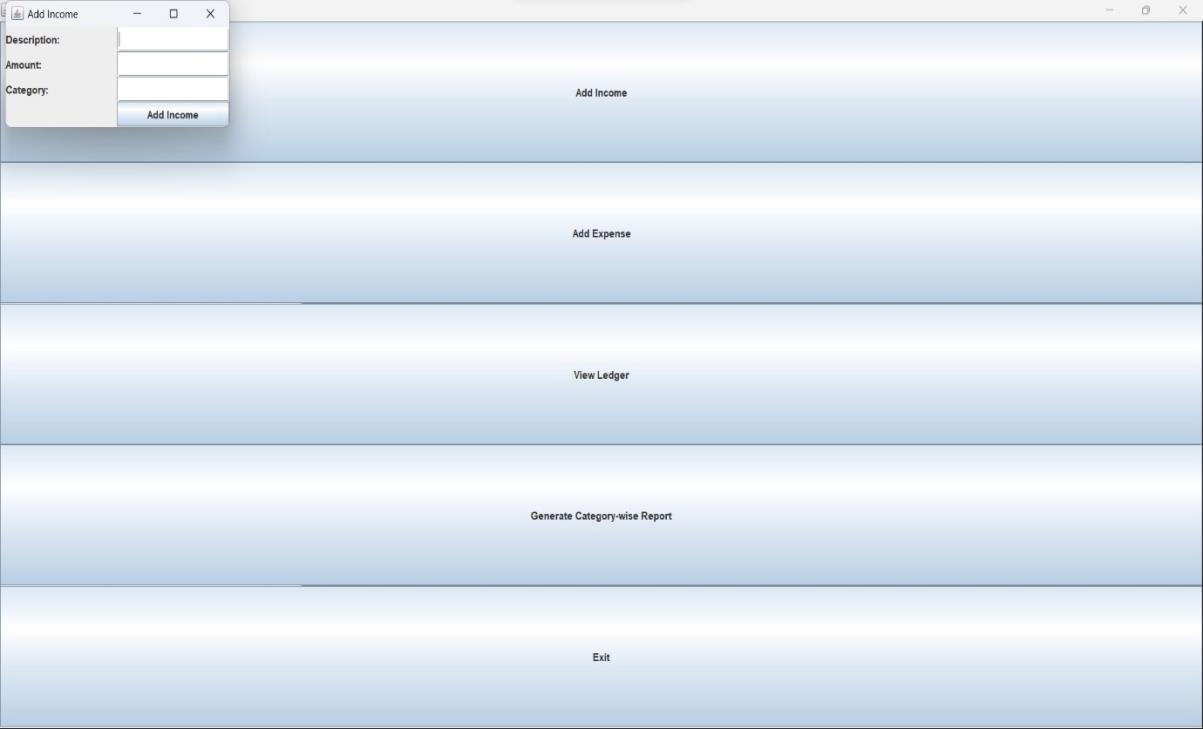 Add Income
Description:
Amount:
Category:
Add Income
Add Income
Add Expense
View Ledger
Generate Category-wise Report
Exit